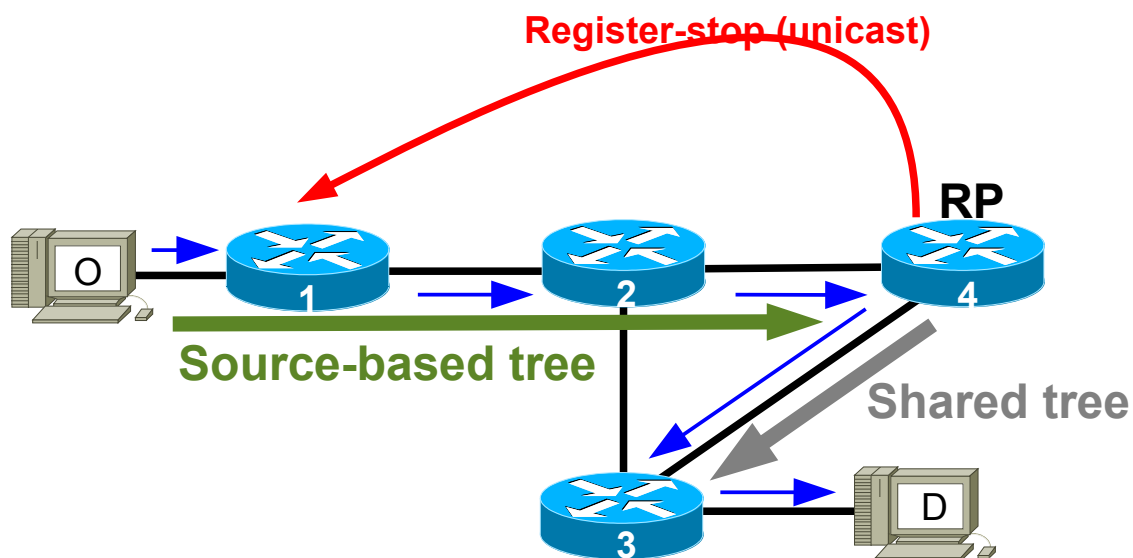 Register-stop (unicast)
RP
O
1
2
4
Source-based tree
Shared tree
3
D